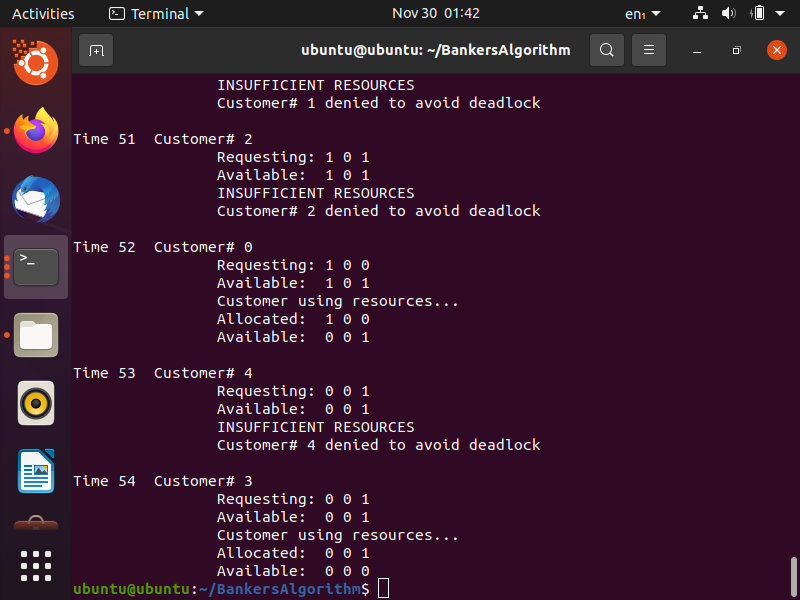 Activities Terminal Nov 30 01:42 en₁
ubuntu@ubuntu: ~/BankersAlgorithm
INSUFFICIENT RESOURCES
Customer# 1 denied to avoid deadlock
Time 51 Customer# 2
Requesting: 1 0 1
Available: 1 0 1
INSUFFICIENT RESOURCES
Customer# 2 denied to avoid deadlock
Time 52 Customer# 0
Requesting: 1 0 0
Available: 1 0 1
Customer using resources...
Allocated: 1 0 0
Available: 0 0 1
Time 53 Customer# 4
Requesting: 0 0 1
Available: 0 0 1
INSUFFICIENT RESOURCES
Customer# 4 denied to avoid deadlock
Time 54 Customer# 3
Requesting: 0 0 1
Available: 0 0 1
Customer using resources...
Allocated: 0 0 1
Available: 0 0 0
ubuntu@ubuntu:~/BankersAlgorithm$